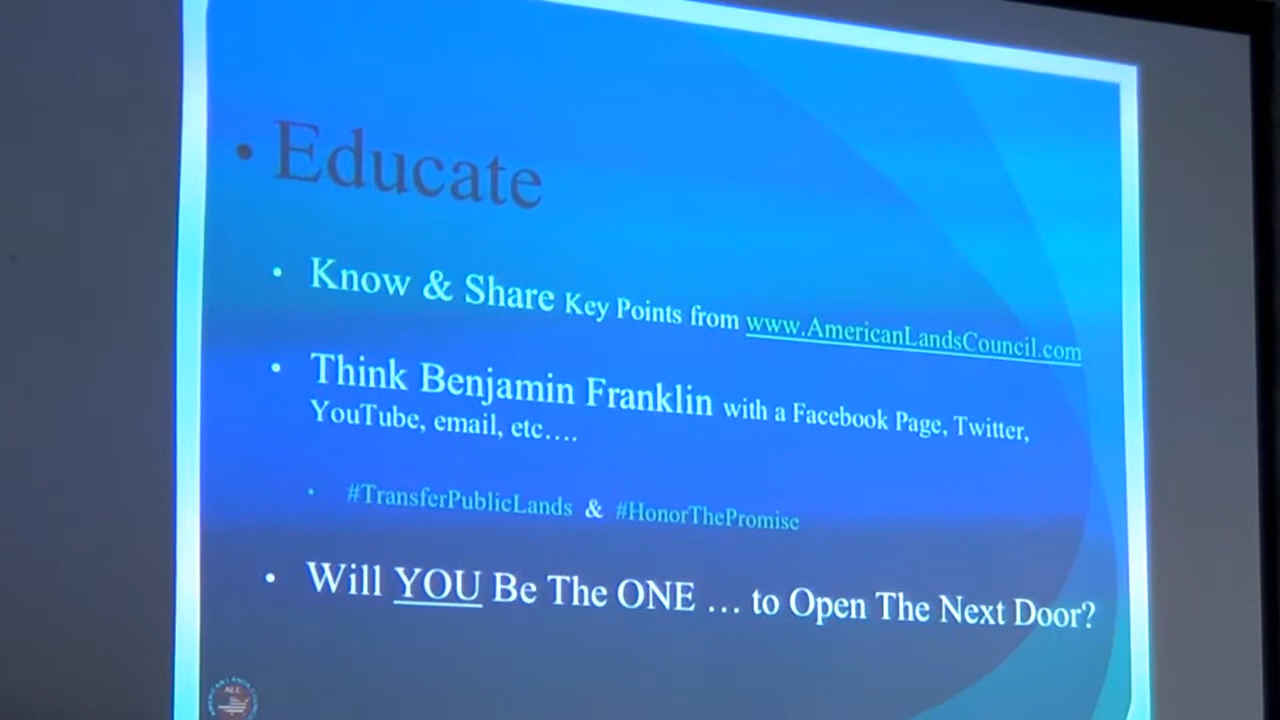 • Educate
• Know & Share Key Points from www.AmericanLandsCouncil.com
• Think Benjamin Franklin with a Facebook Page, Twitter,
YouTube, email, etc….
• #TransferPublicLands & #HonorThePromise
• Will YOU Be The ONE … to Open The Next Door?